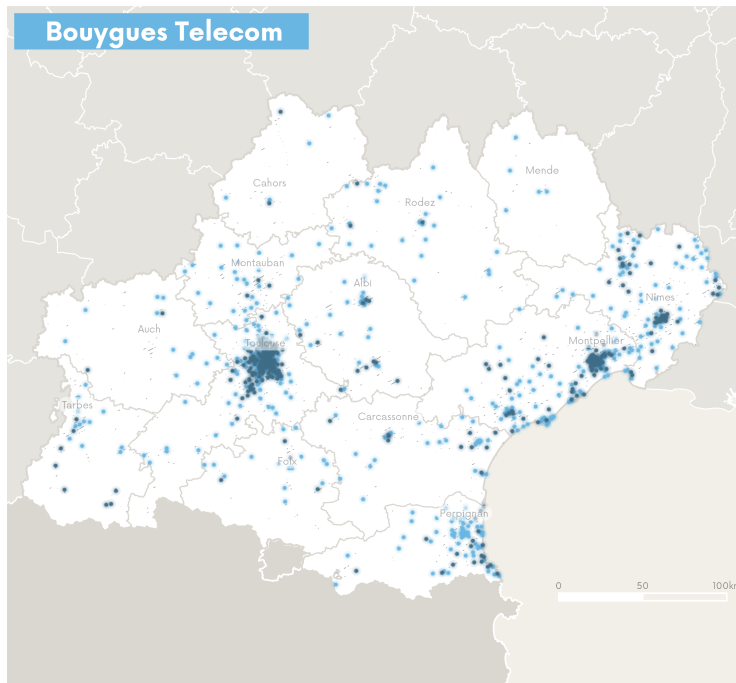 Bouygues Telecom
Mende
Cahors
Rodez
Montauban
Albi
Nîmes
Auch
Toulouse
Montpellier
Tarbes
Carcassonne
Foix
Perpignan
0 50 100km